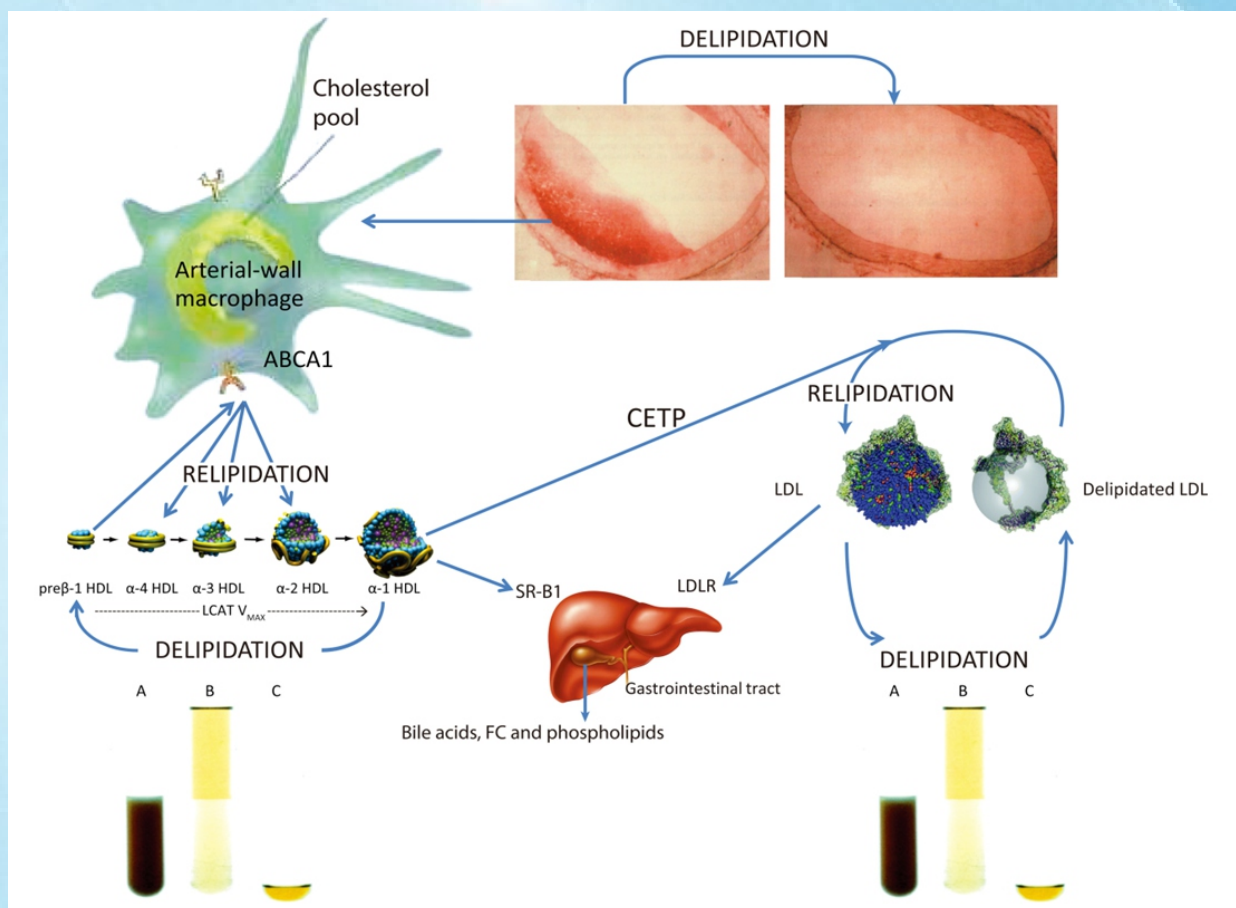 DELIPIDATION
Cholesterol
pool
Arterial-wall
macrophage
ABCA1
RELIPIDATION
CETP
RELIPIDATION
LDL
Delipidated LDL
preβ-1 HDL
α-4 HDL
α-3 HDL
α-2 HDL
α-1 HDL
LCAT VMAX
SR-B1
LDLR
DELIPIDATION
DELIPIDATION
Gastrointestinal tract
A B C
A B C
Bile acids, FC and phospholipids